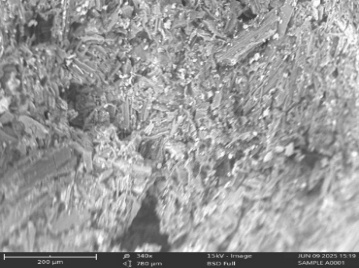 200 µm
340x 15kV - Image JUN 09 2025 15:19
780 µm BSD Full SAMPLE A0001